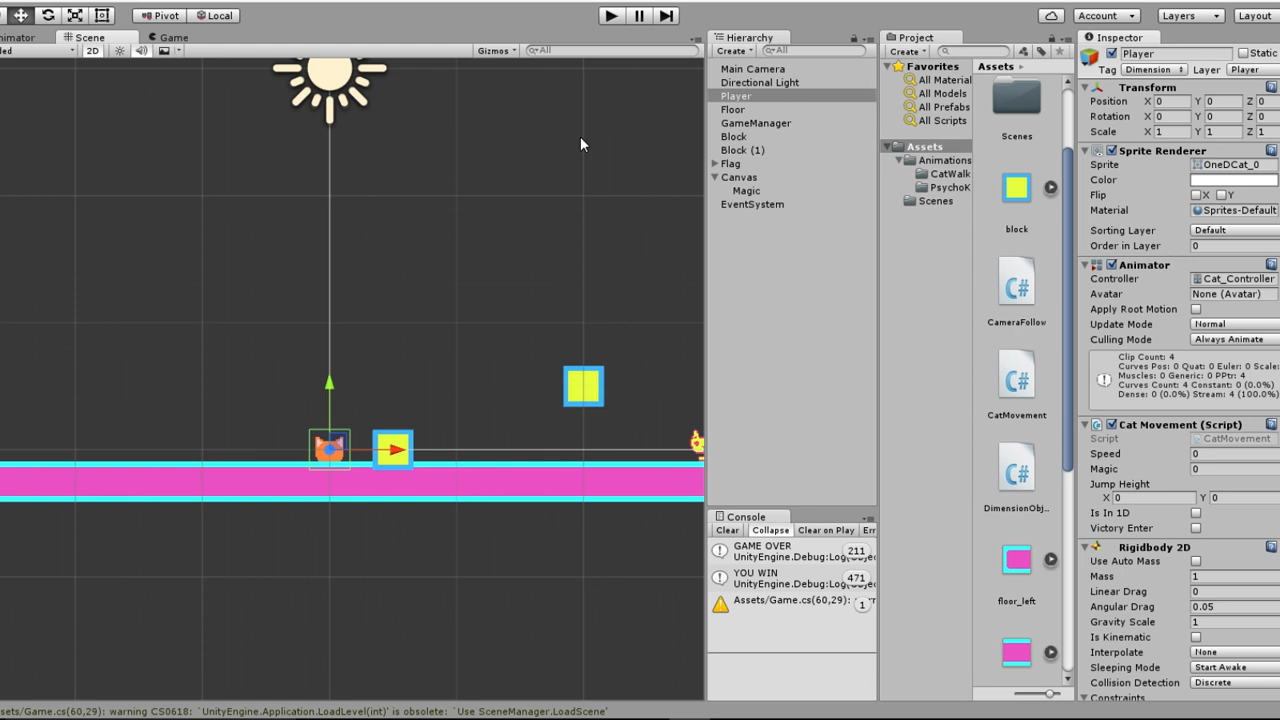 Pivot Local Account Layers Layout
nimator Scene Game
ded 2D Gizmos All
Hierarchy
Create All
Main Camera
Directional Light
Player
Floor
GameManager
Block
Block (1)
Flag
Canvas
Magic
EventSystem
Console
Clear Collapse Clear on Play Err
GAME OVER 211
UnityEngine.Debug:Log(
YOU WIN 471
UnityEngine.Debug:Log(
Assets/Game.cs(60,29): 1
Project
Create
Favorites
All Material
All Models
All Prefabs
All Scripts
Assets
Animations
CatWalk
PsychoK
Scenes
Assets
Scenes
block
C#
CameraFollow
C#
CatMovement
C#
DimensionObj...
floor_left
Inspector
Player Static
Tag Dimension Layer Player
Transform
Position X 0 Y 0 Z 0
Rotation X 0 Y 0 Z 0
Scale X 1 Y 1 Z 1
Sprite Renderer
Sprite OneDCat_0
Color
Flip X Y
Material Sprites-Default
Sorting Layer Default
Order in Layer 0
Animator
Controller Cat_Controller
Avatar None (Avatar)
Apply Root Motion
Update Mode Normal
Culling Mode Always Animate
Clip Count: 4
Curves Pos: 0 Quat: 0 Euler: 0 Scale:
Muscles: 0 Generic: 0 PPtr: 4
Curves Count: 4 Constant: 0 (0.0%)
Dense: 0 (0.0%) Stream: 4 (100.0%)
Cat Movement (Script)
Script CatMovement
Speed 0
Magic 0
Jump Height
X 0 Y 0
Is In 1D
Victory Enter
Rigidbody 2D
Use Auto Mass
Mass 1
Linear Drag 0
Angular Drag 0.05
Gravity Scale 1
Is Kinematic
Interpolate None
Sleeping Mode Start Awake
Collision Detection Discrete
Constraints
sets/Game.cs(60,29): warning CS0618: `UnityEngine.Application.LoadLevel(int)' is obsolete: `Use SceneManager.LoadScene'